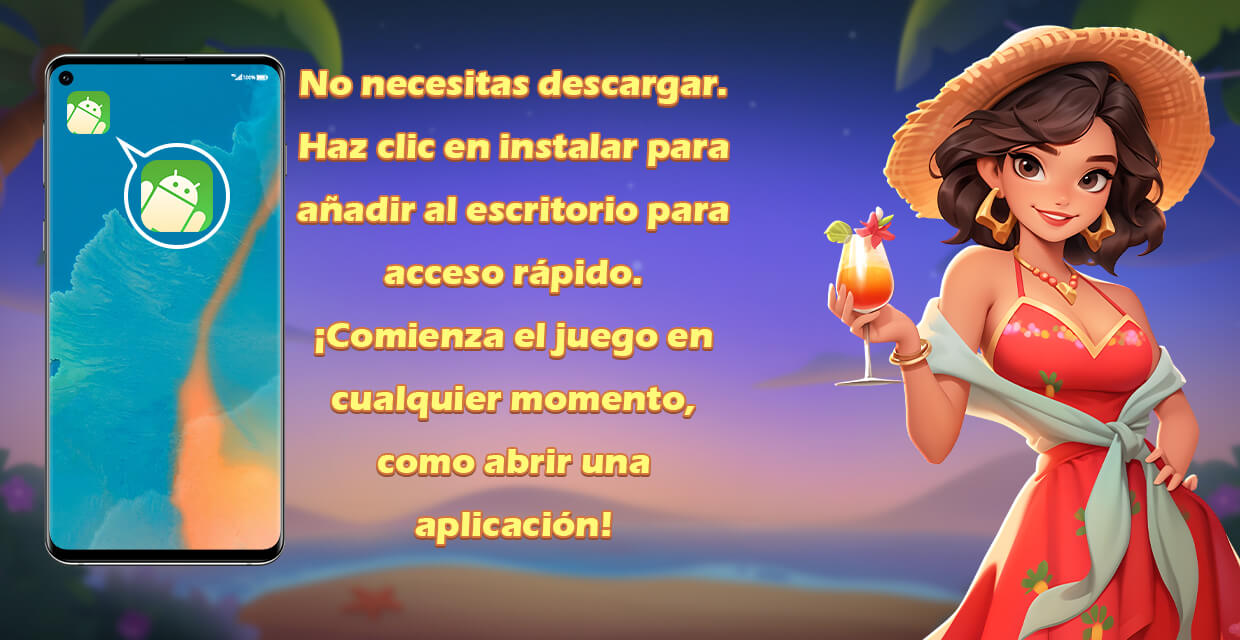 100%
No necesitas descargar.
Haz clic en instalar para
añadir al escritorio para
acceso rápido.
¡Comienza el juego en
cualquier momento,
como abrir una
aplicación!